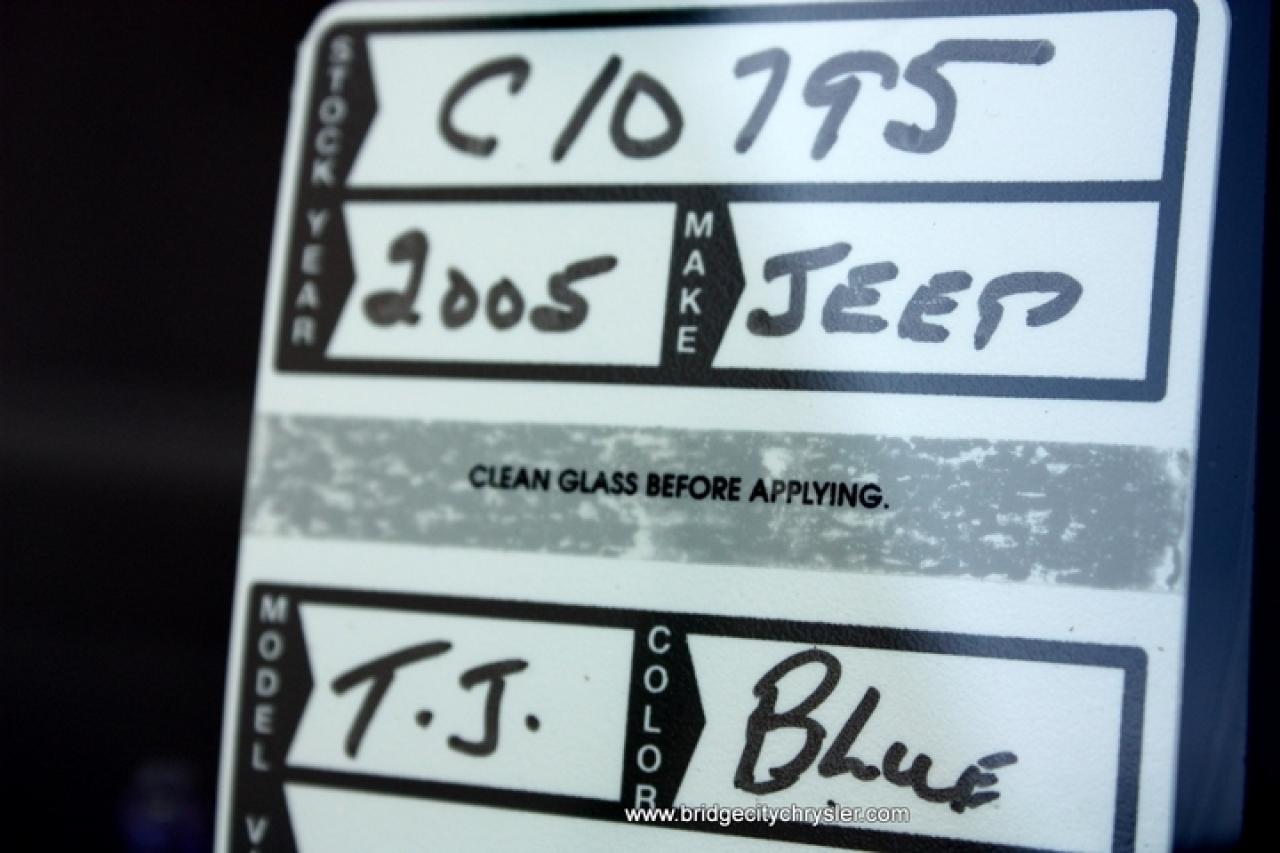 STOCK C10795
YEAR 2005 MAKE JEEP
CLEAN GLASS BEFORE APPLYING.
MODEL T.J. COLOR BLUE
www.bridgecitychrysler.com